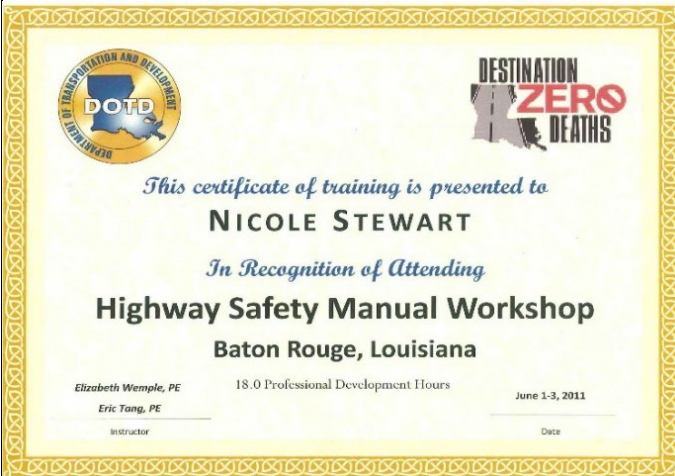 DEPARTMENT OF TRANSPORTATION AND DEVELOPMENT
DOTD
DESTINATION
ZERO
DEATHS
This certificate of training is presented to
NICOLE STEWART
In Recognition of Attending
Highway Safety Manual Workshop
Baton Rouge, Louisiana
Elizabeth Wemple, PE
Eric Tang, PE
Instructor
18.0 Professional Development Hours
June 1-3, 2011
Date